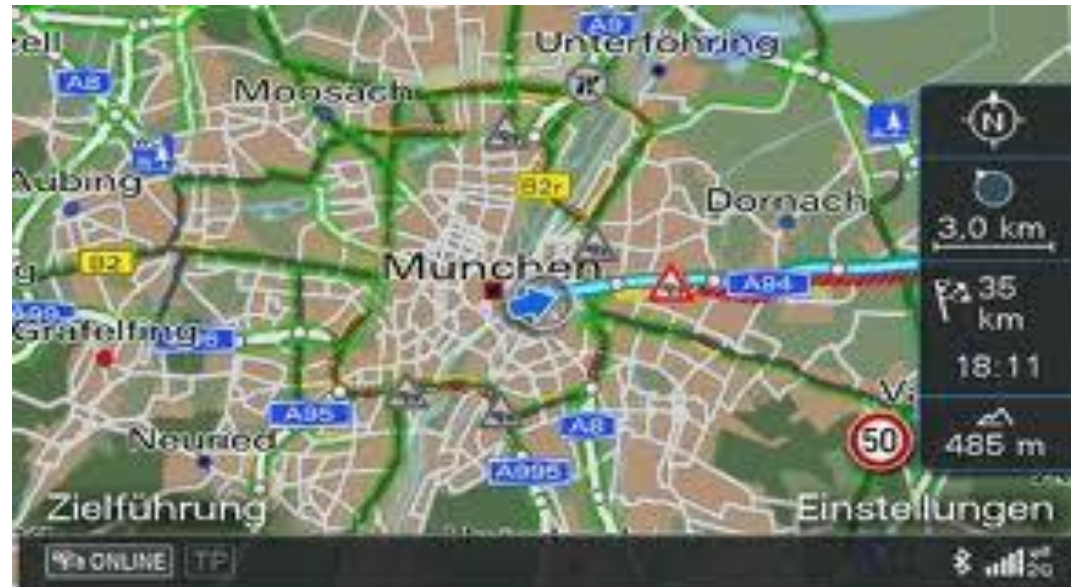 A9
Unterföhring
A8
Moosach
N
Aubing
B2r
Dornach
3,0 km
B2
München
A94
35
km
Gräfelfing
18:11
A95
A8
50
485 m
Neuried
A995
Zielführung
Einstellungen
ONLINE
TP
2G